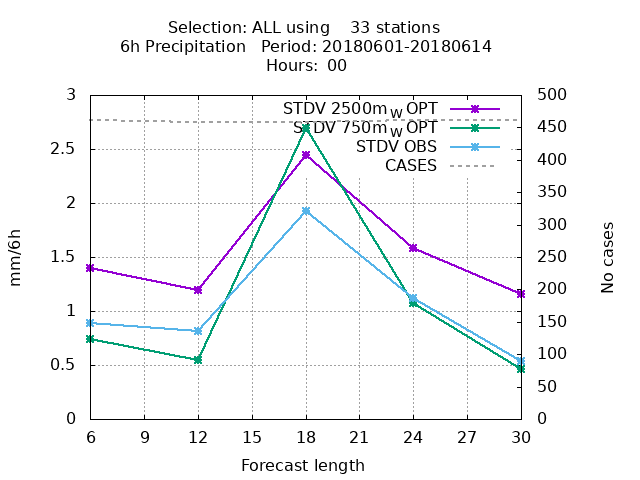 Selection: ALL using 33 stations
6h Precipitation Period: 20180601-20180614
Hours: 00
STDV 2500m W OPT
STDV 750m W OPT
STDV OBS
CASES
mm/6h
3
2.5
2
1.5
1
0.5
0
500
450
400
350
300
250
200
150
100
50
0
No cases
6 9 12 15 18 21 24 27 30
Forecast length